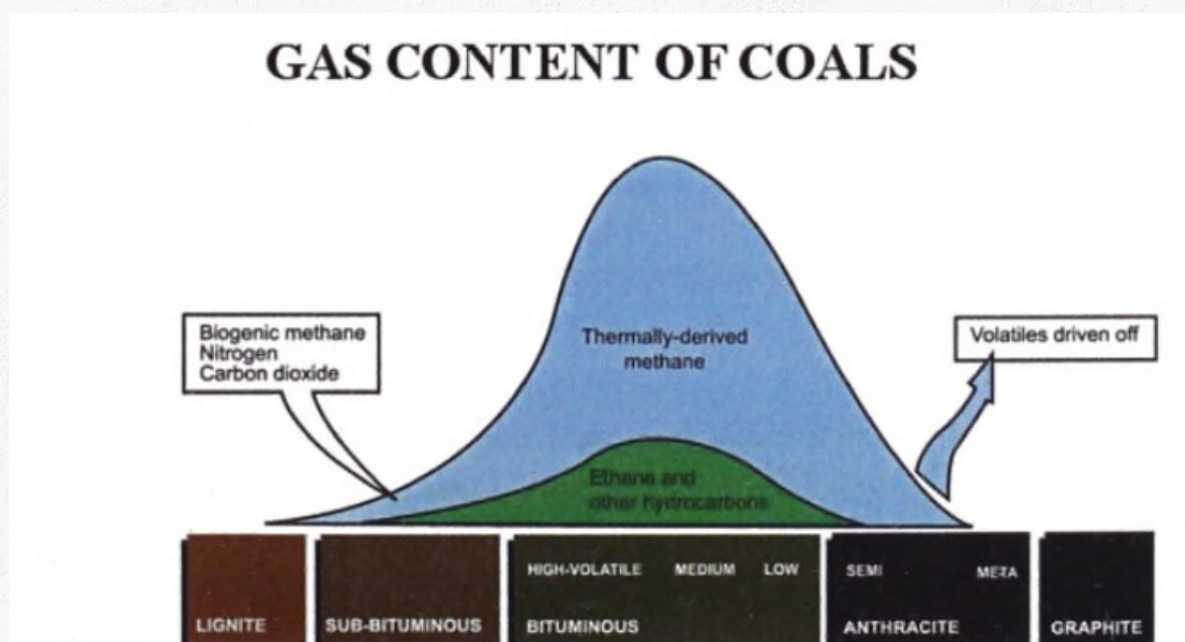 GAS CONTENT OF COALS
Biogenic methane
Nitrogen
Carbon dioxide
Thermally-derived
methane
Volatiles driven off
Ethane and
other hydrocarbons
HIGH-VOLATILE MEDIUM LOW
SEMI META
LIGNITE
SUB-BITUMINOUS
BITUMINOUS
ANTHRACITE
GRAPHITE